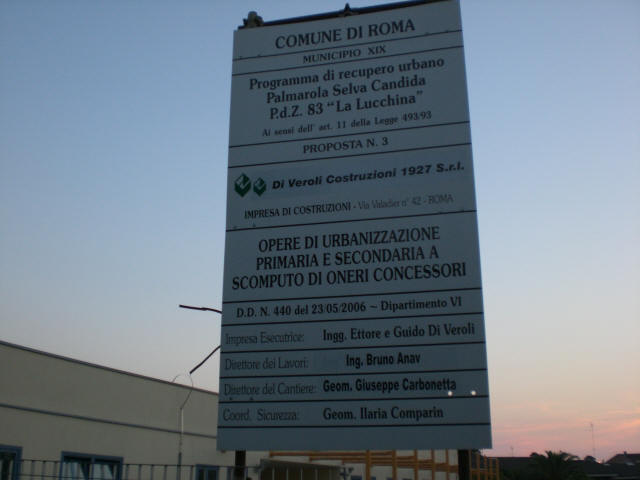 COMUNE DI ROMA
MUNICIPIO XIX
Programma di recupero urbano
Palmarola Selva Candida
P.d.Z. 83 "La Lucchina"
Ai sensi dell' art. 11 della Legge 493/93
PROPOSTA N. 3
Di Veroli Costruzioni 1927 S.r.l.
IMPRESA DI COSTRUZIONI - Via Valadier n° 42 - ROMA
OPERE DI URBANIZZAZIONE
PRIMARIA E SECONDARIA A
SCOMPUTO DI ONERI CONCESSORI
D.D. N. 440 del 23/05/2006 ~ Dipartimento VI
Impresa Esecutrice: Ingg. Ettore e Guido Di Veroli
Direttore dei Lavori: Ing. Bruno Anav
Direttore del Cantiere: Geom. Giuseppe Carbonetta
Coord. Sicurezza: Geom. Ilaria Comparin